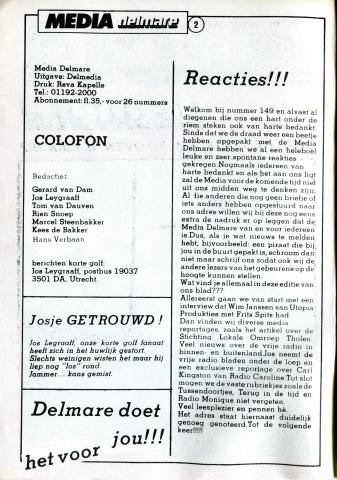 MEDIA delmare
2
Media Delmare
Uitgave: Delmedia
Druk: Reva Kapelle
Tel.: 01192-2000
Abonnement: fl.35,- voor 26 nummers
COLOFON
Redactie:
Gerard van Dam
Jos Leygraaff
Tom van Dauven
Rien Snoep
Marcel Steenbakker
Kees de Bakker
Hans Verbaan
berichten korte golf:
Jos Leygraaff, postbus 19037
3501 DA, Utrecht.
Josje GETROUWD !
Jos Legraaf, onze korte golf fanaat
heeft zich in het huwelijk gestort.
Slechts weinigen wisten het maar hij
liep nog "los" rond.
Jammer.... kans gemist.
Delmare doet
het voor jou!!!
Reacties!!!
Welkom bij nummer 149 en alvast al
diegenen die ons een hart onder de
riem steken ook van harte bedankt.
Sinds dat we de draad weer een beetje
hebben opgepakt met de Media
Delmare hebben we al een heleboel
leuke en zeer spontane reakties
gekregen.Nogmaals iedereen van
harte bedankt en als het aan ons ligt
zal de Media voor de komende tijd niet
uit ons midden weg te denken zijn.
Al die anderen die nog geen briefje of
iets anders hebben opgestuurd naar
ons adres willen wij bij deze nog eens
extra de nadruk er op leggen dat de
Media Delmare van en voor iedereen
is.Dus, als je wat nieuws te melden
hebt, bijvoorbeeld: een piraat die bij
jou in de buurt gepakt is, schroom dan
niet maar schrijf ons zodat ook wij de
andere lezers van het gebeurene op de
hoogte kunnen stellen.
Wat vind je allemaal in deze editie van
ons blad???
Allereerst gaan we van start met een
interview dat Wim Janssen van Utopia
Produkties met Frits Spits had.
Dan vinden wij diverse media
reportages, zoals het artikel over de
Stichting Lokale Omroep Tholen
Veel nieuws over de vrije radio in
binnen- en buitenland.Jos neemt de
vrije radio bladen onder de loep en
een exclusieve reportage over Carl
Kingston van Radio Caroline.Tot slot
mogen we de vaste rubriekjes zoals de
Tussendoortjes, Terug in de tijd en
Radio Monique niet vergeten.
Veel leesplezier en pennen hè.
Het adres staat hiernaast duidelijk
genoeg genoteerd.Tot de volgende
keer!!!!!